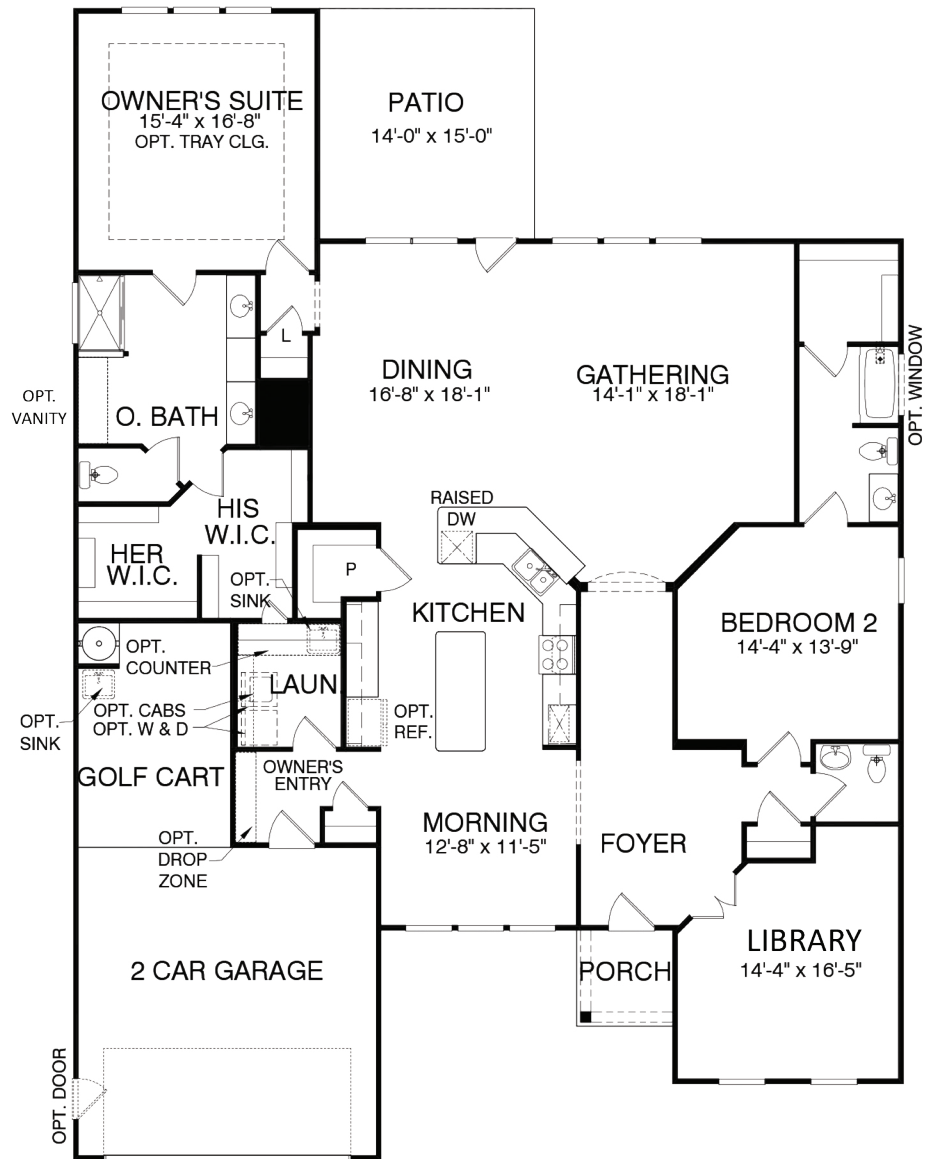 OWNER'S SUITE
15'-4" x 16'-8"
OPT. TRAY CLG.
PATIO
14'-0" x 15'-0"
L
DINING
16'-8" x 18'-1"
GATHERING
14'-1" x 18'-1"
OPT. WINDOW
OPT.
VANITY
O. BATH
HIS
W.I.C.
HER
W.I.C.
RAISED
DW
P
OPT.
SINK
KITCHEN
BEDROOM 2
14'-4" x 13'-9"
OPT.
COUNTER
LAUN.
OPT. CABS
OPT. W & D
OPT.
REF.
OPT.
SINK
GOLF CART
OWNER'S
ENTRY
MORNING
12'-8" x 11'-5"
FOYER
OPT.
DROP
ZONE
LIBRARY
14'-4" x 16'-5"
2 CAR GARAGE
PORCH
OPT. DOOR